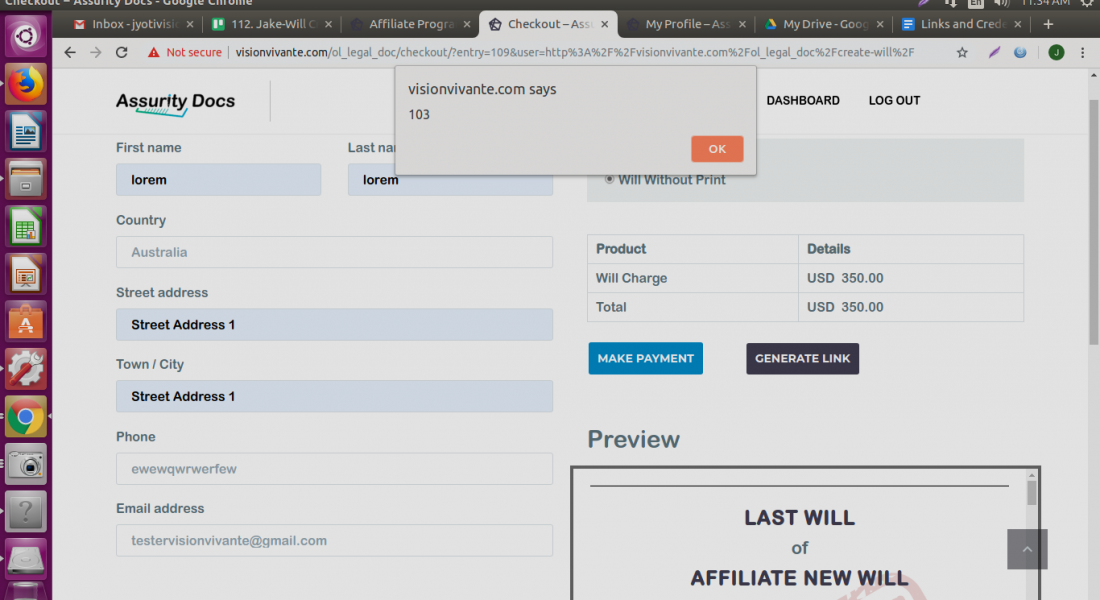 Checkout – Assurity Docs - Google Chrome
En
11:34 AM
Inbox - jyotivisio
112. Jake-Will C
Affiliate Progra
Checkout – Ass
My Profile – Ass
My Drive - Goog
Links and Crede
Not secure
visionvivante.com/ol_legal_doc/checkout/?entry=109&user=http%3A%2F%2Fvisionvivante.com%2Fol_legal_doc%2Fcreate-will%2F
J
visionvivante.com says
103
OK
Assurity Docs
DASHBOARD
LOG OUT
First name
Last na
lorem
lorem
Will Without Print
Country
Australia
Product
Details
Will Charge
USD 350.00
Total
USD 350.00
Street address
Street Address 1
MAKE PAYMENT
GENERATE LINK
Town / City
Street Address 1
Phone
ewewqwrwerfew
Preview
Email address
testervisionvivante@gmail.com
LAST WILL
of
AFFILIATE NEW WILL